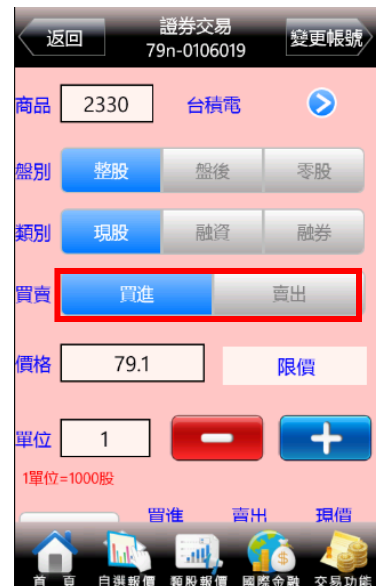 返回 證券交易 變更帳號
79n-0106019
商品 2330 台積電
盤別 整股 盤後 零股
類別 現股 融資 融券
買賣 買進 賣出
價格 79.1 限價
單位 1
1單位=1000股
買進 賣出 現價
首頁 自選報價 類股報價 國際金融 交易功能